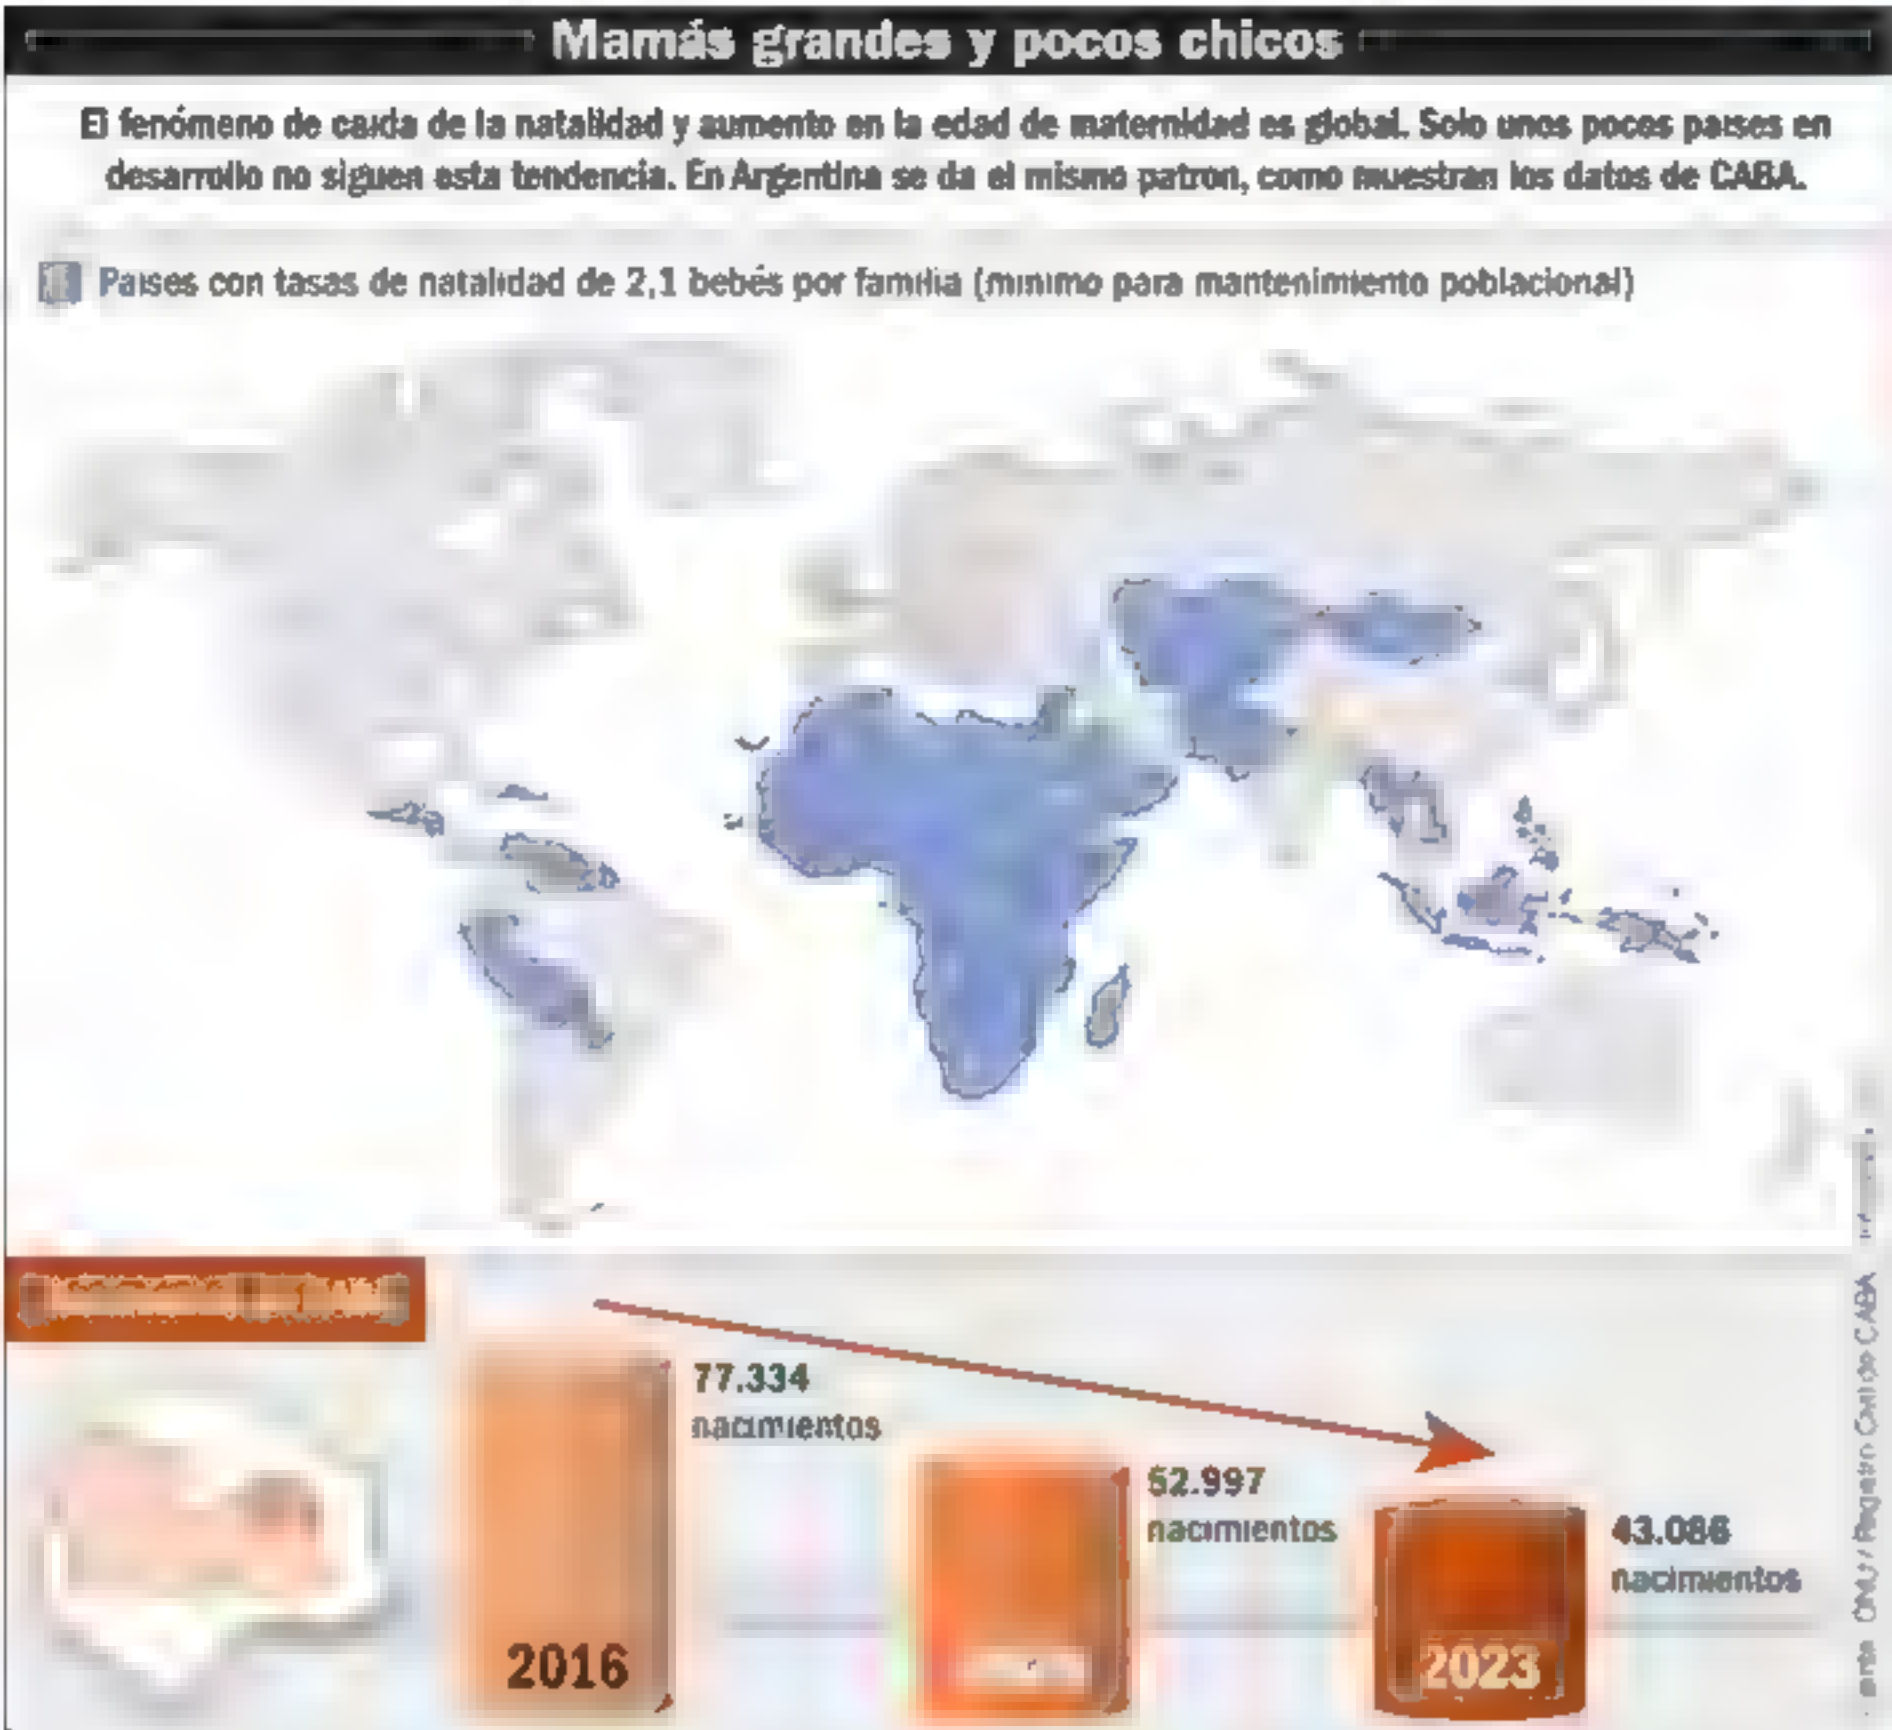 Mamás grandes y pocos chicos
El fenómeno de caída de la natalidad y aumento en la edad de maternidad es global. Solo unos pocos países en
desarrollo no siguen esta tendencia. En Argentina se da el mismo patrón, como muestran los datos de CABA.
Países con tasas de natalidad de 2,1 bebés por familia (mínimo para mantenimiento poblacional)
77.334
nacimientos
52.997
nacimientos
43.086
nacimientos
2016
2023
ONU / Registro Civil de CABA